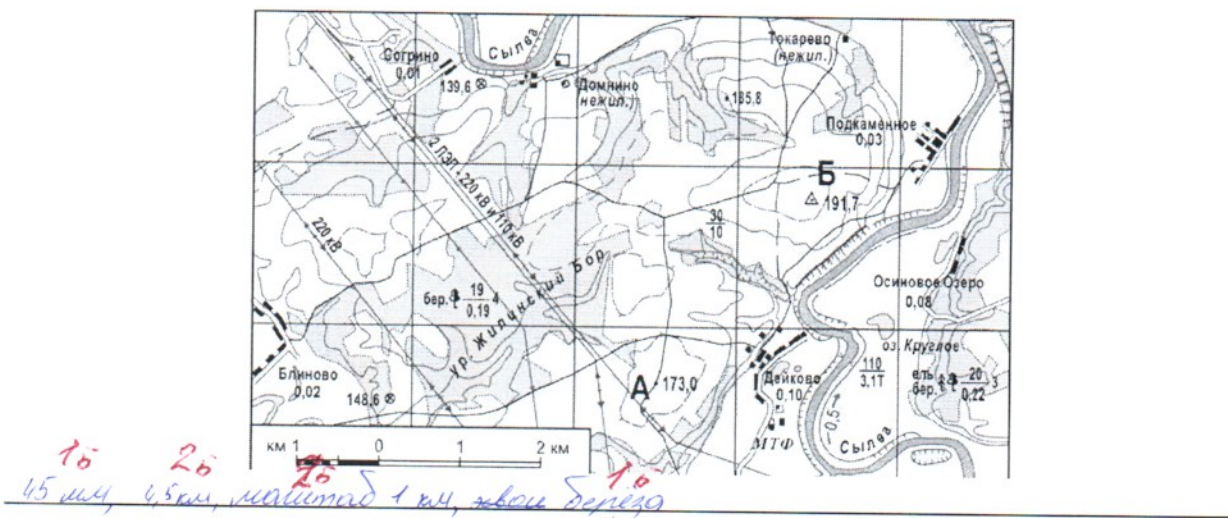 Токарево
(нежил.)
Сылва
Согрино
0,01
139,6
Домнино
нежил.)
185,8
Подкаменное
0,03
Б
191,7
2 ЛЭП - 220 кВ и 110 кВ
220 кВ
30
10
бер. 19 4
0,19
ур. Жилинский Бор
Осиновое Озеро
0,08
оз. Круглое
Блиново
0,02
148,6
А 173,0
Дейково
0,10
МТФ
110
3,1Т
ель
бер. 20 3
0,22
0,5
Сылва
км 1 0 1 2 км
1б 2б 2б 1б
45 мм, 4,5 км, масштаб 1 км, береза